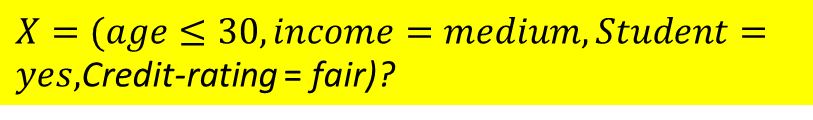 X = (age ≤ 30, income = medium, Student =
yes,Credit-rating = fair)?